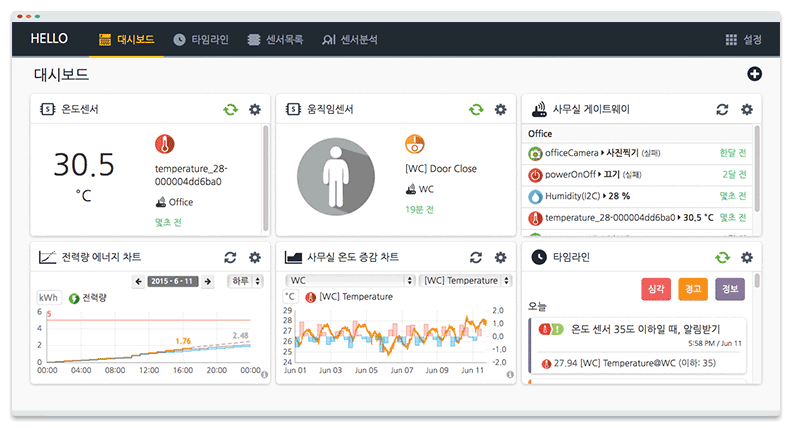 HELLO 대시보드 타임라인 센서목록 센서분석 설정
대시보드
온도센서
30.5
°C
temperature_28-
000004dd6ba0
Office
몇초 전
움직임센서
[WC] Door Close
WC
19분 전
사무실 게이트웨이
Office
officeCamera 사진찍기 (실패) 한달 전
powerOnOff 끄기 (실패) 2달 전
Humidity(I2C) 28 % 몇초 전
temperature_28-000004dd6ba0 30.5 °C 몇초 전
전력량 에너지 차트
2015 - 6 - 11 하루
kWh 전력량
6
5
4
2
0
1.76
2.48
00:00 04:00 08:00 12:00 16:00 20:00 00:00
사무실 온도 증감 차트
WC [WC] Temperature
°C [WC] Temperature
29
28
27
26
25
24
2.0
1.0
0.0
-1.0
-2.0
Jun 01 Jun 03 Jun 05 Jun 07 Jun 09 Jun 11
타임라인
심각 경고 정보
오늘
온도 센서 35도 이하일 때, 알림받기
5:58 PM / Jun 11
27.94 [WC] Temperature@WC (이하: 35)